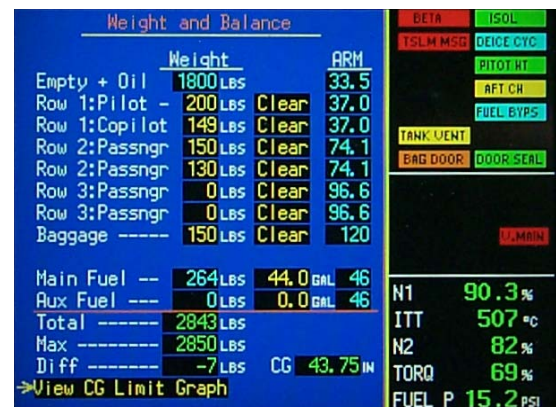 Weight and Balance
Weight ARM
Empty + Oil 1800 LBS 33.5
Row 1:Pilot - 200 LBS Clear 37.0
Row 1:Copilot 149 LBS Clear 37.0
Row 2:Passngr 150 LBS Clear 74.1
Row 2:Passngr 130 LBS Clear 74.1
Row 3:Passngr 0 LBS Clear 96.6
Row 3:Passngr 0 LBS Clear 96.6
Baggage ----- 150 LBS Clear 120
Main Fuel -- 264 LBS 44.0 GAL 46
Aux Fuel --- 0 LBS 0.0 GAL 46
Total ------ 2843 LBS
Max -------- 2850 LBS
Diff ------- -7 LBS CG 43.75 IN
→View CG Limit Graph
BETA ISOL
TSLM MSG DEICE CYC
PITOT HT
AFT CH
FUEL BYPS
TANK VENT
BAG DOOR DOOR SEAL
V.MAIN
N1 90.3 %
ITT 507 °C
N2 82 %
TORQ 69 %
FUEL P 15.2 PSI